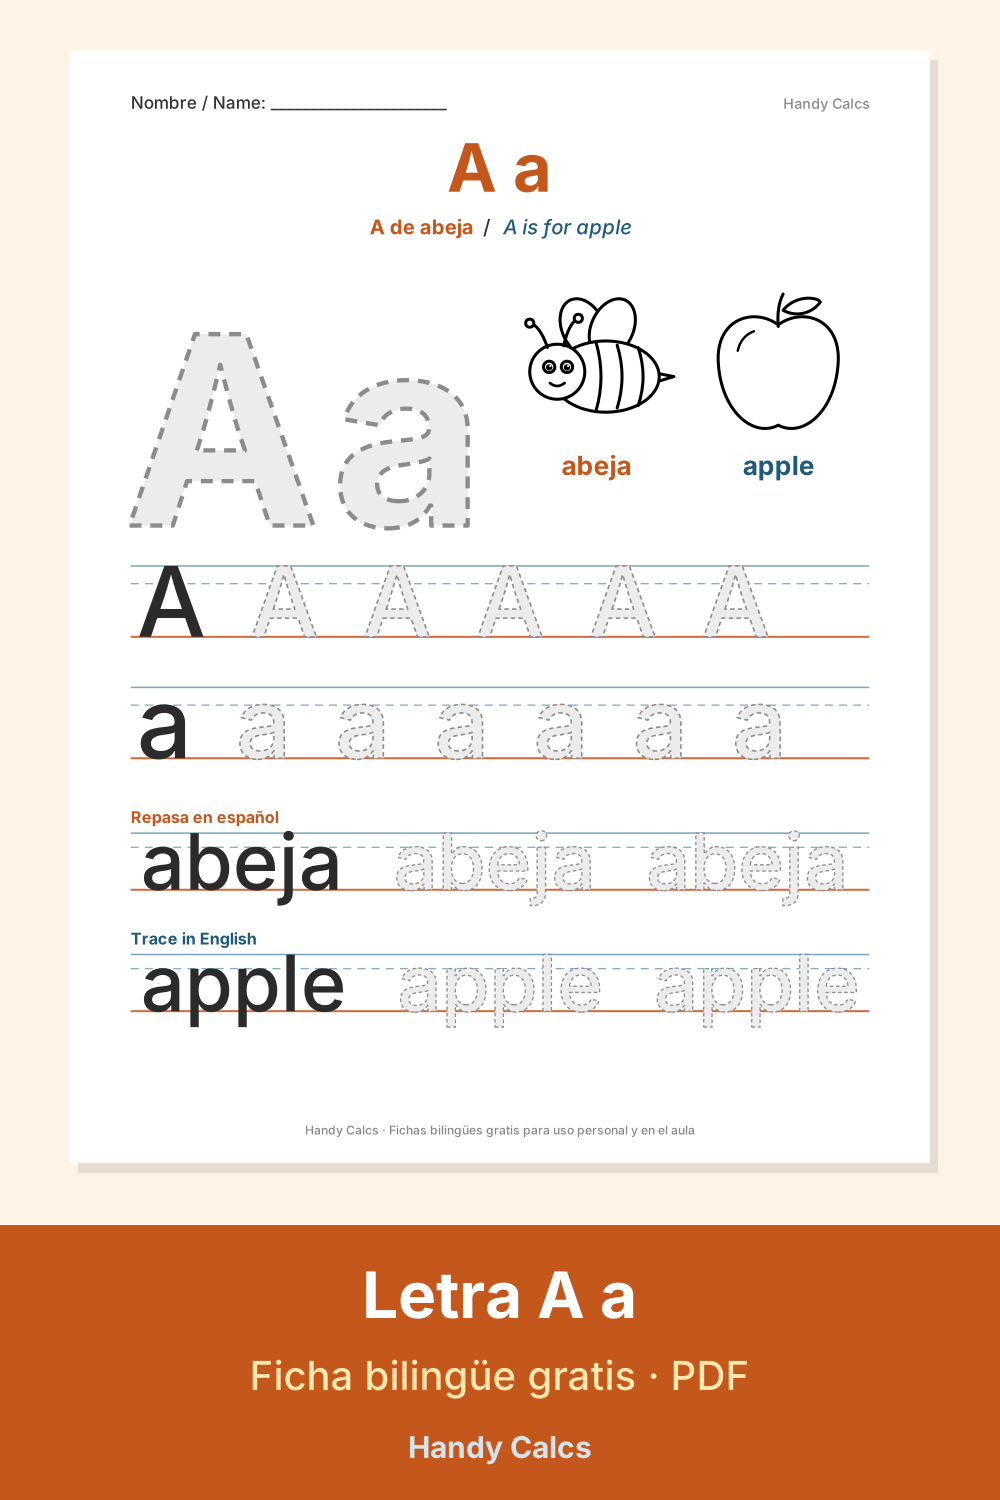 Nombre / Name: ______________________ Handy Calcs
A a
A de abeja / A is for apple
Aa
abeja apple
A A A A A A
a a a a a a a
Repasa en español
abeja abeja abeja
Trace in English
apple apple apple
Handy Calcs · Fichas bilingües gratis para uso personal y en el aula
Letra A a
Ficha bilingüe gratis · PDF
Handy Calcs